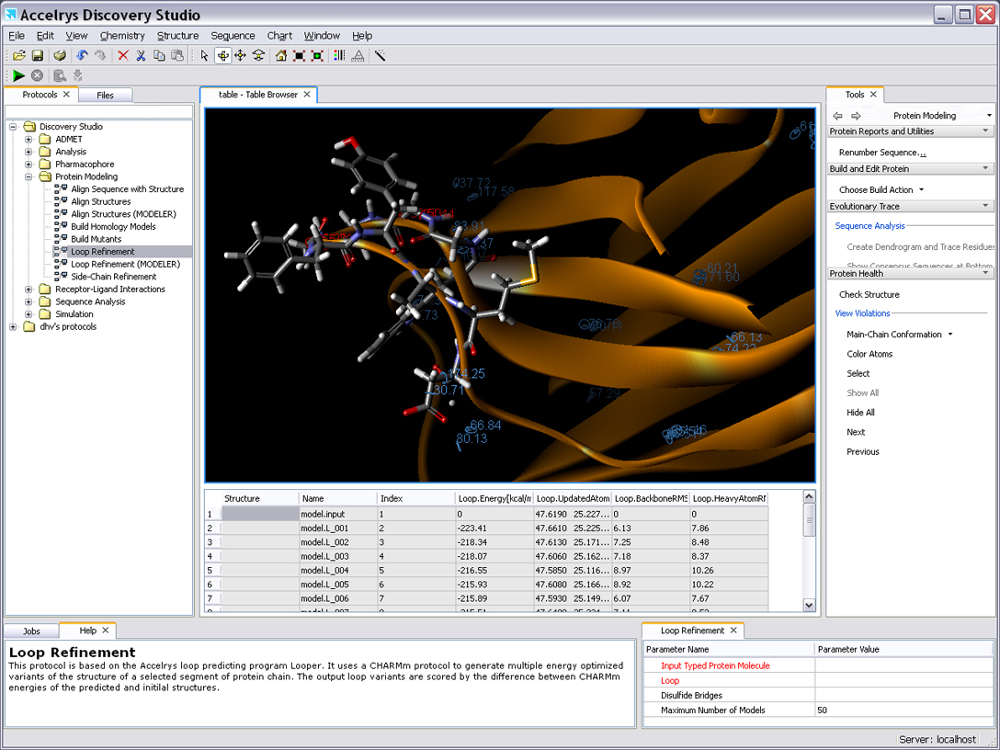 Accelrys Discovery Studio
File Edit View Chemistry Structure Sequence Chart Window Help
Protocols
Files
Discovery Studio
ADMET
Analysis
Pharmacophore
Protein Modeling
Align Sequence with Structure
Align Structures
Align Structures (MODELER)
Build Homology Models
Build Mutants
Loop Refinement
Loop Refinement (MODELER)
Side-Chain Refinement
Receptor-Ligand Interactions
Sequence Analysis
Simulation
dhv's protocols
table - Table Browser
117.58
60.21
71.60
66.13
174.25
30.71
57.29
66.84
80.13
73
Structure Name Index Loop.Energy[kcal/m Loop.UpdatedAtom Loop.BackboneRMS Loop.HeavyAtomRM
1 model.input 1 0 47.6190 25.227... 0 0
2 model.L_001 2 -223.41 47.6610 25.225... 6.13 7.86
3 model.L_002 3 -218.34 47.6130 25.171... 7.25 8.48
4 model.L_003 4 -218.07 47.6060 25.162... 7.18 8.37
5 model.L_004 5 -216.55 47.5850 25.116... 8.97 10.26
6 model.L_005 6 -215.93 47.6080 25.166... 8.92 10.22
7 model.L_006 7 -215.89 47.5930 25.149... 6.07 7.67
Tools
Protein Modeling
Protein Reports and Utilities
Renumber Sequence...
Build and Edit Protein
Choose Build Action
Evolutionary Trace
Sequence Analysis
Create Dendrogram and Trace Residues
Show Consensus Sequences at Bottom
Protein Health
Check Structure
View Violations
Main-Chain Conformation
Color Atoms
Select
Show All
Hide All
Next
Previous
Jobs
Help
Loop Refinement
This protocol is based on the Accelrys loop predicting program Looper. It uses a CHARMm protocol to generate multiple energy optimized
variants of the structure of a selected segment of protein chain. The output loop variants are scored by the difference between CHARMm
energies of the predicted and initilal structures.
Loop Refinement
Parameter Name Parameter Value
Input Typed Protein Molecule
Loop
Disulfide Bridges
Maximum Number of Models 50
Server: localhost